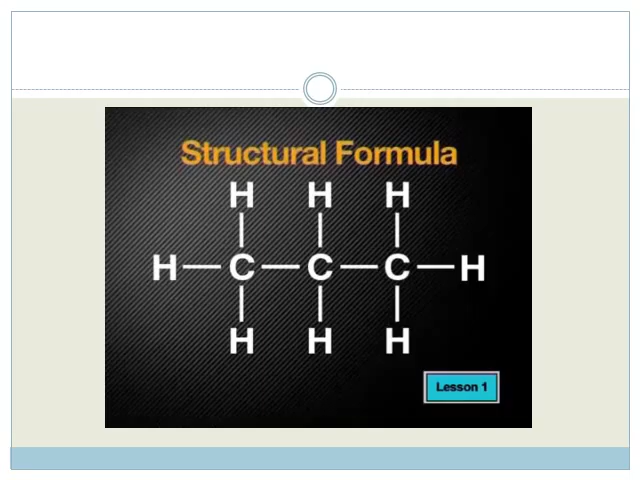 Structural Formula
H H H
H C C C H
H H H
Lesson 1